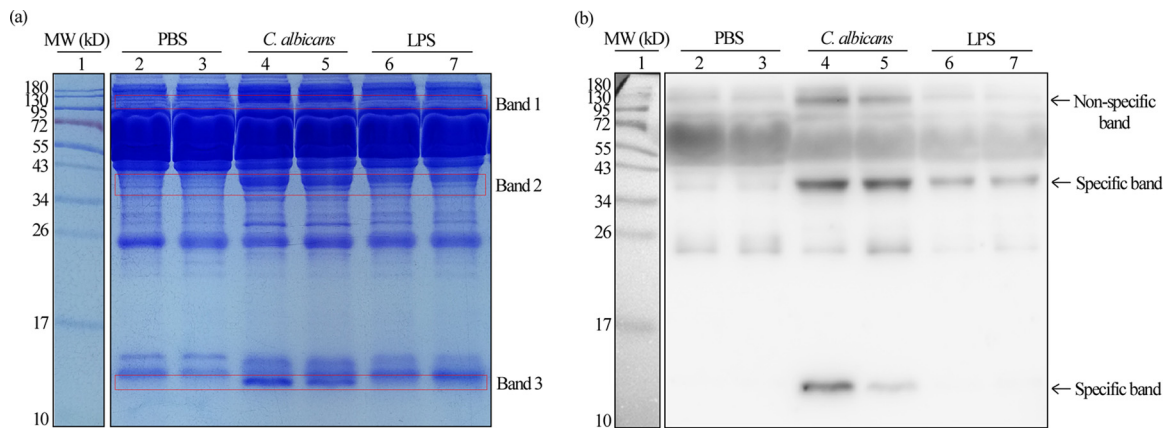 (a)
MW (kD) PBS C. albicans LPS
1 2 3 4 5 6 7
180
130
95
72
55
43
34
26
17
10
Band 1
Band 2
Band 3
(b)
MW (kD) PBS C. albicans LPS
1 2 3 4 5 6 7
180
130
95
72
55
43
34
26
17
10
← Non-specific
band
← Specific band
← Specific band